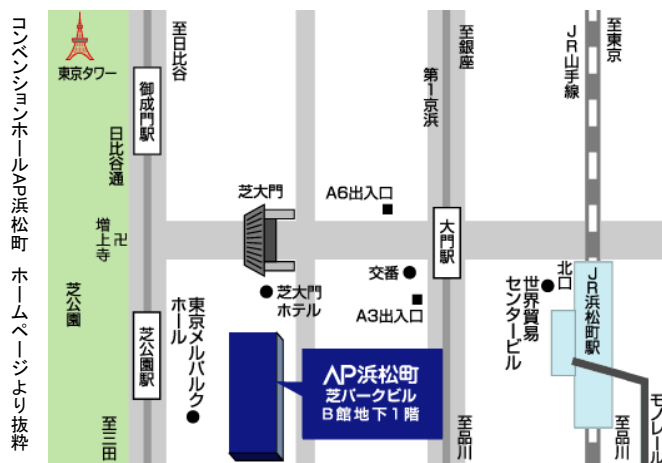 コンベンションホールAP浜松町 ホームページより抜粋
東京タワー
至日比谷
御成門駅
日比谷通
増上寺
卍
芝公園
芝公園駅
至三田
芝大門
芝大門
ホテル
東京メルパルク
ホール
AP浜松町
芝パークビル
B館地下1階
A6出入口
至銀座
第1京浜
大門駅
交番
A3出入口
至品川
至東京
JR山手線
北口
世界貿易
センタービル
JR浜松町駅
モノレール
至品川